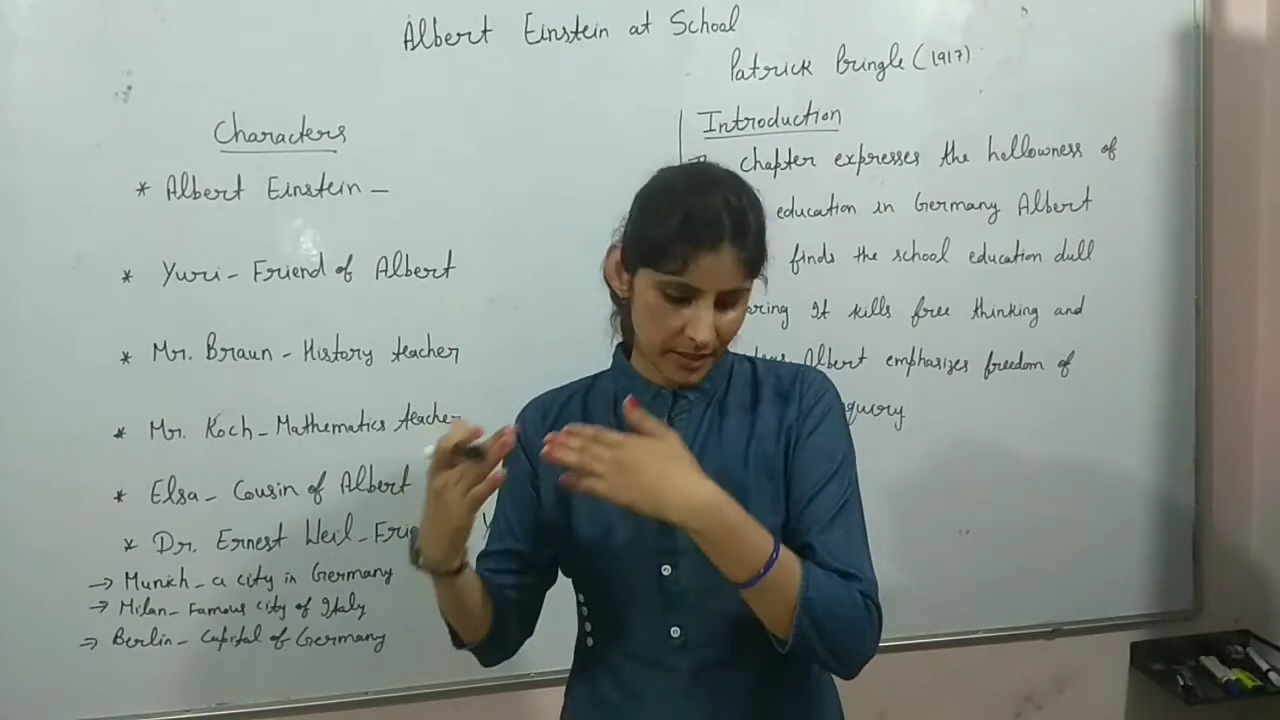 Albert Einstein at School
Patrick Pringle (1917)
Characters
* Albert Einstein -
* Yuri - Friend of Albert
* Mr. Braun - History teacher
* Mr. Koch - Mathematics teacher
* Elsa - Cousin of Albert
* Dr. Ernest Weil - Frie
→ Munich - a city in Germany
→ Milan - Famous city of Italy
→ Berlin - Capital of Germany
Introduction
chapter expresses the hollowness of
education in Germany Albert
finds the school education dull
It kills free thinking and
Albert emphasizes freedom of